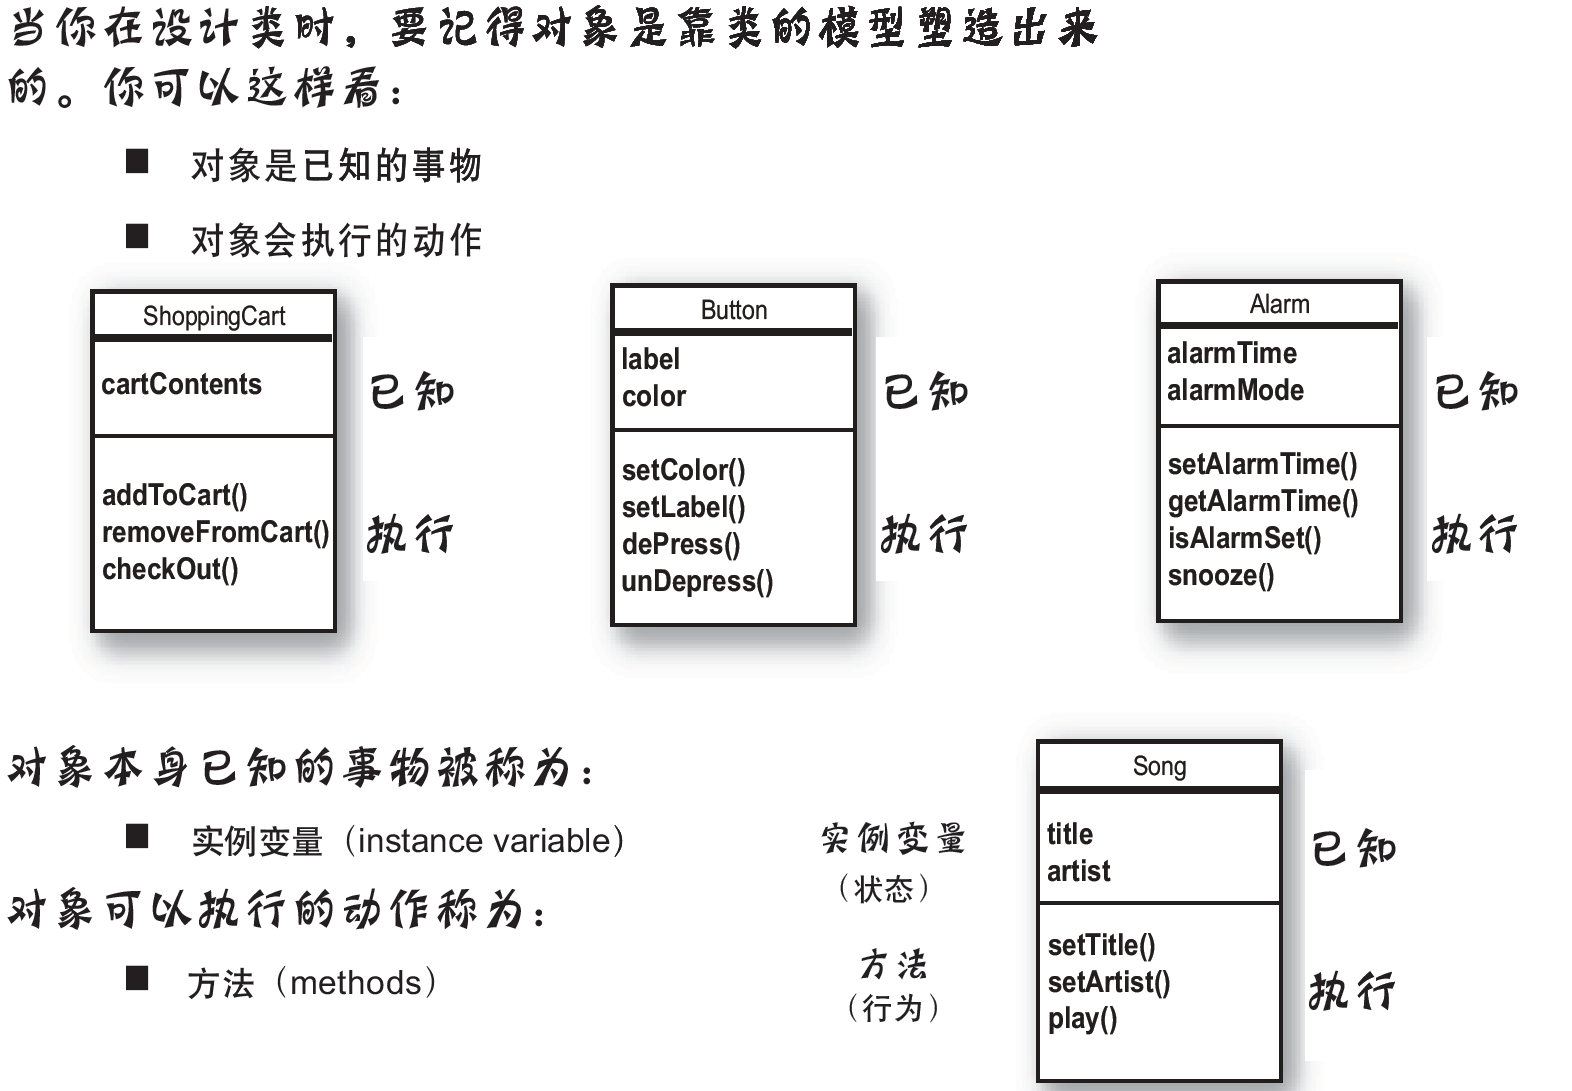 当你在设计类时，要记得对象是靠类的模型塑造出来
的。你可以这样看：
■ 对象是已知的事物
■ 对象会执行的动作
ShoppingCart
cartContents
已知
addToCart()
removeFromCart()
checkOut()
执行
Button
label
color
已知
setColor()
setLabel()
dePress()
unDepress()
执行
Alarm
alarmTime
alarmMode
已知
setAlarmTime()
getAlarmTime()
isAlarmSet()
snooze()
执行
对象本身已知的事物被称为：
■ 实例变量（instance variable）
对象可以执行的动作称为：
■ 方法（methods）
实例变量
（状态）
方法
（行为）
Song
title
artist
已知
setTitle()
setArtist()
play()
执行